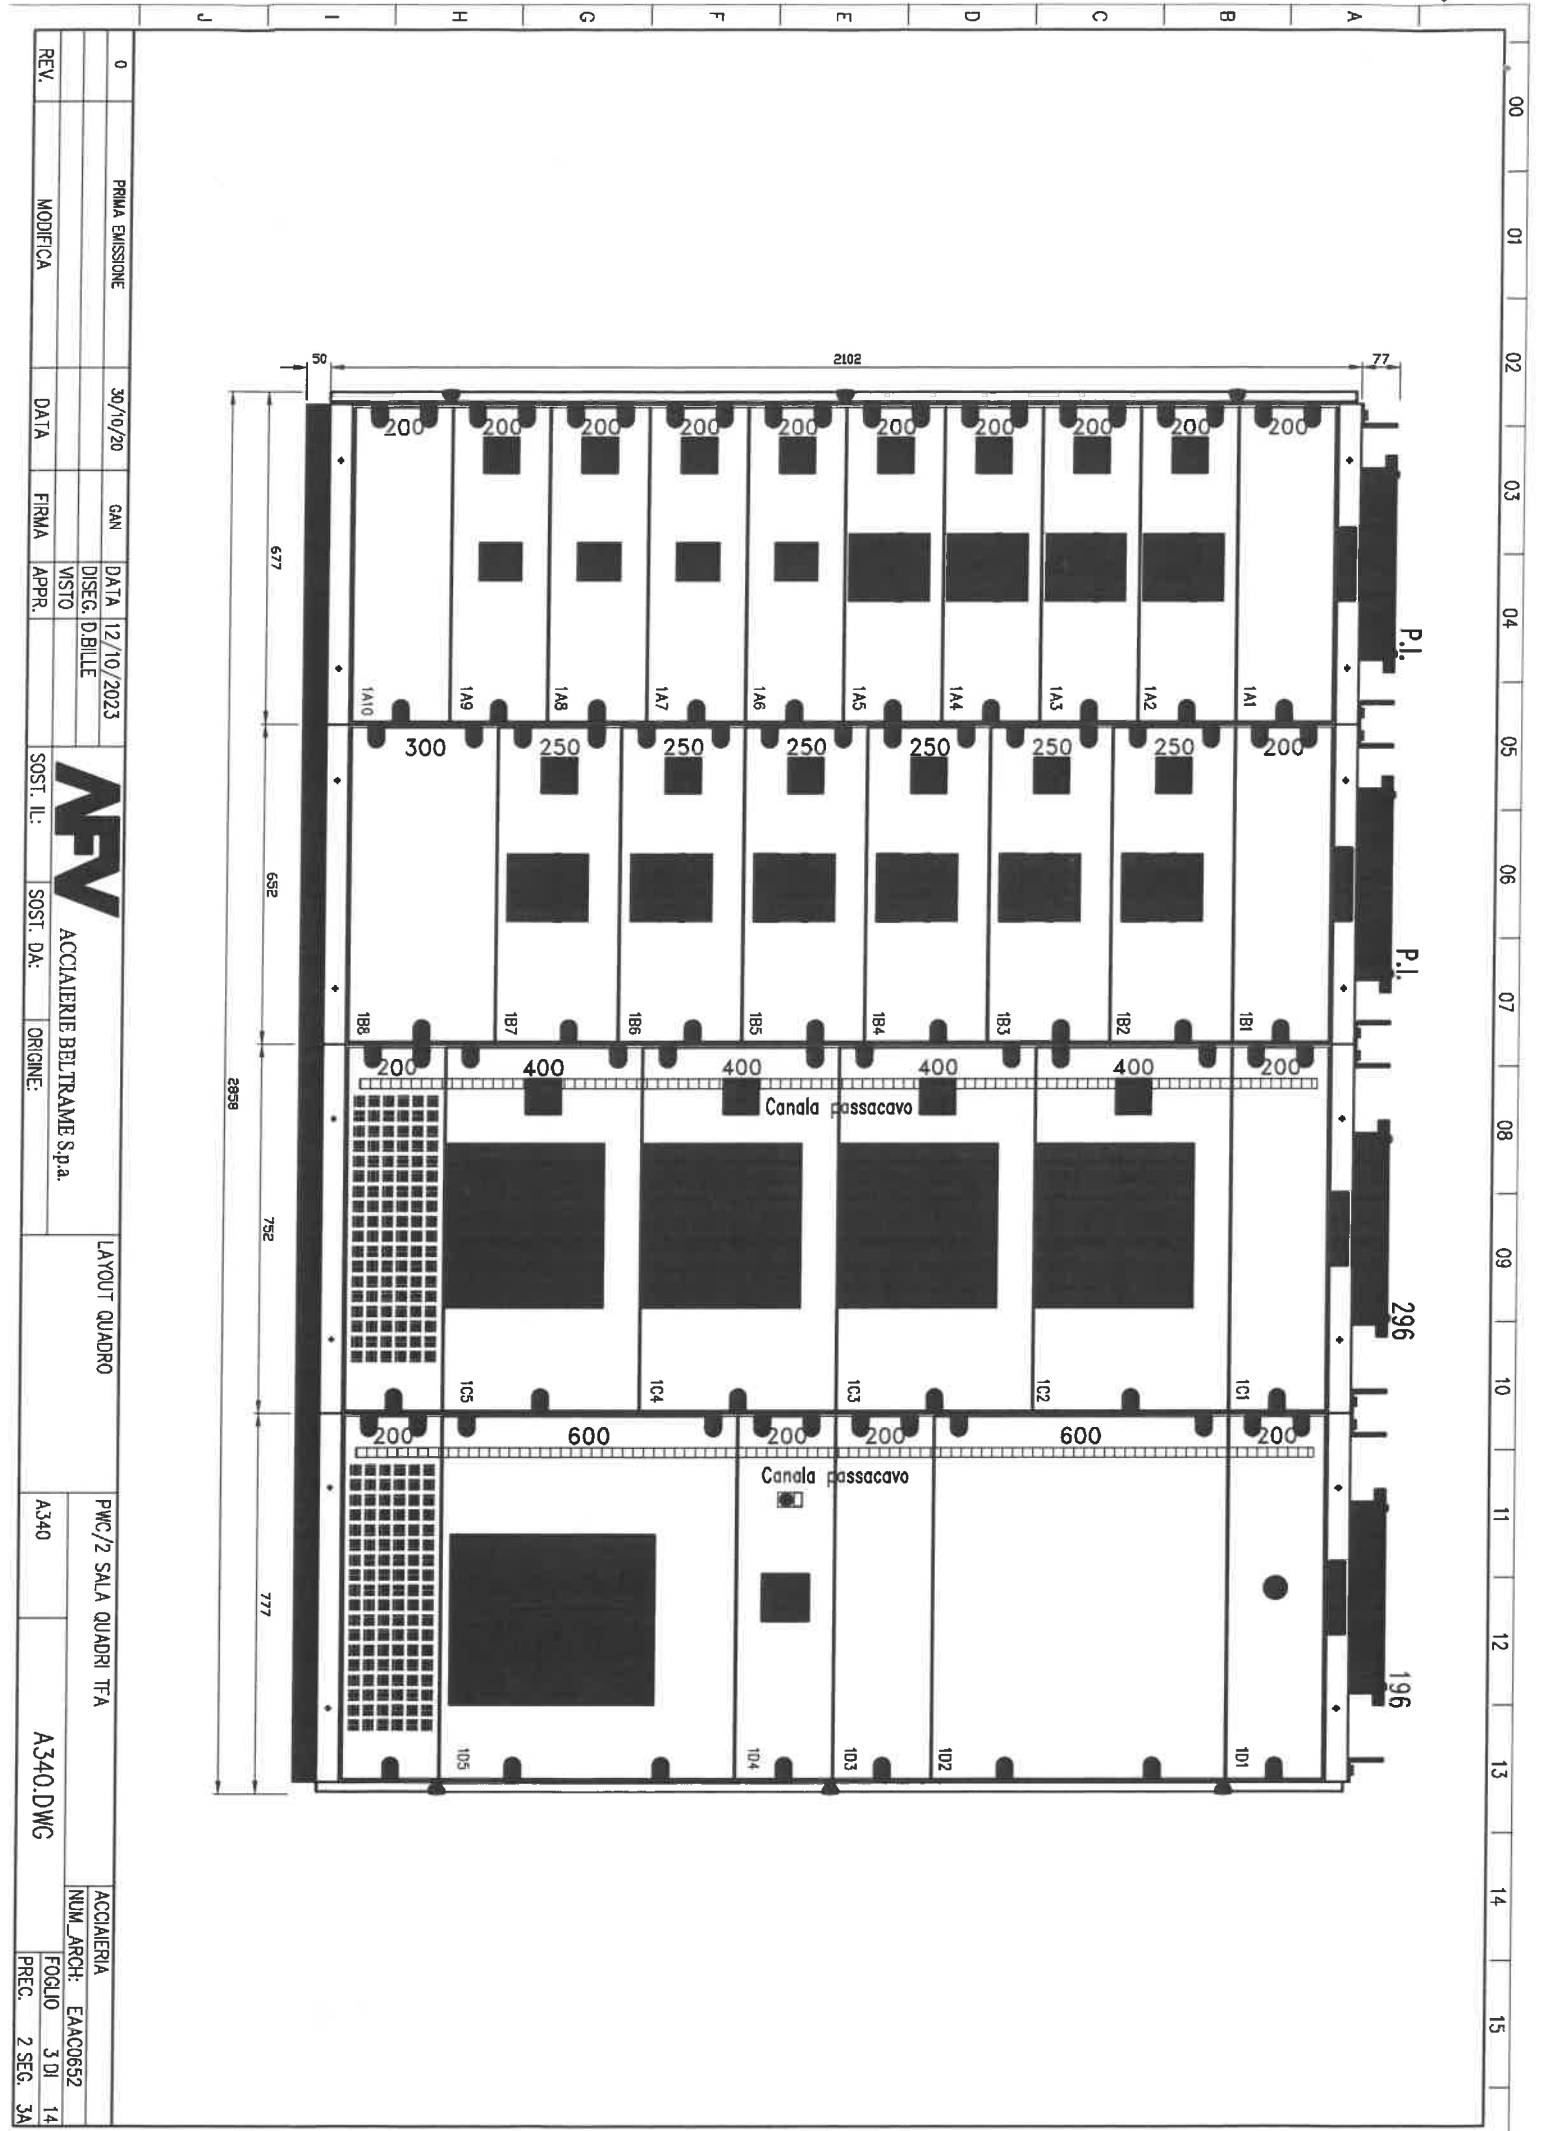 00 01 02 03 04 05 06 07 08 09 10 11 12 13 14 15
A
B
C
D
E
F
G
H
I
J
P.I. P.I. 296 196
77
2102
50
200 200 200 200
1A1 1B1 1C1 1D1
200 250 400 600
1A2 1B2 1C2 1D2
200 250 400 200
1A3 1B3 1C3 1D3
200 250 400 200
1A4 1B4 1C4 1D4
200 250 400 600
1A5 1B5 1C5 1D5
200 250
1A6 1B6
200 250
1A7 1B7
200 300
1A8 1B8
200
1A9
200
1A10
200 200
Canala passacavo
Canala passacavo
677 652 752 777
2858
0 PRIMA EMISSIONE 30/10/20 GAN
REV. MODIFICA DATA FIRMA APPR.
DATA 12/10/2023
DISEG. D.BILLE
VISTO
AFV
ACCIAIERIE BELTRAME S.p.a.
SOST. IL: SOST. DA: ORIGINE:
LAYOUT QUADRO
PWC/2 SALA QUADRI TFA
A340
A340.DWG
ACCIAIERIA
NUM_ARCH: EAAC0652
FOGLIO 3 DI 14
PREC. 2 SEG. 3A